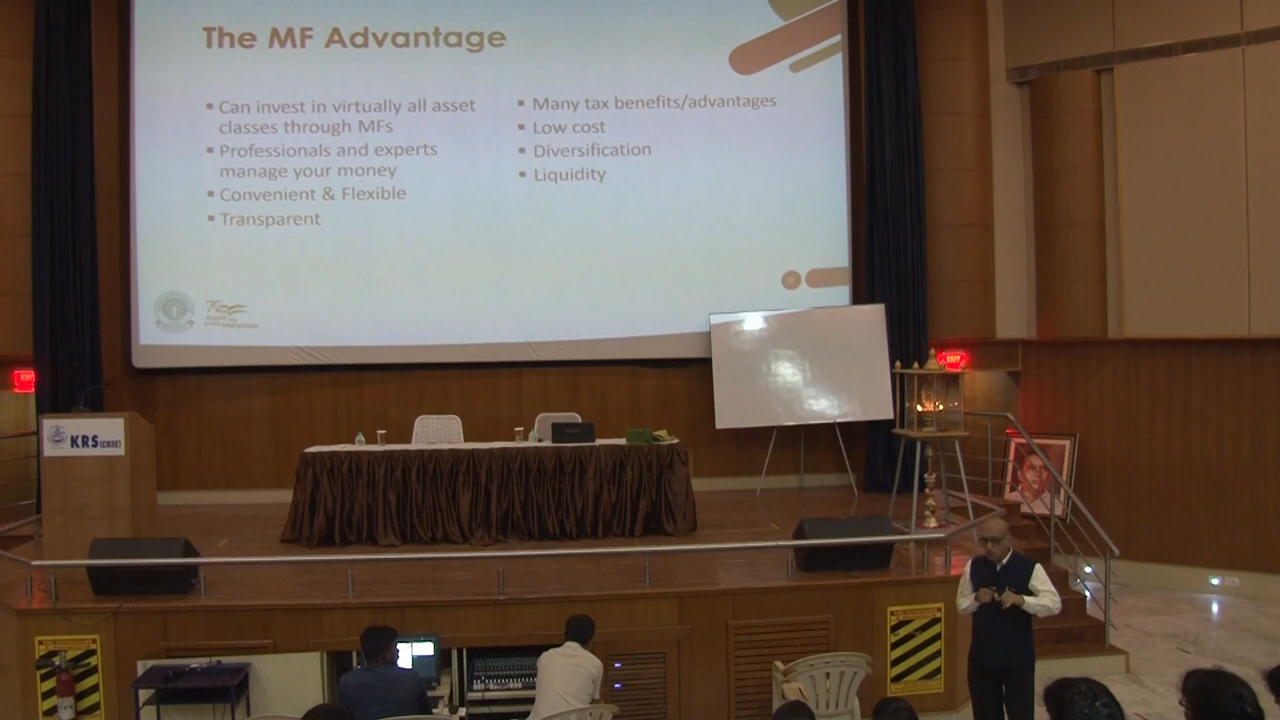 The MF Advantage
▪ Can invest in virtually all asset
classes through MFs
▪ Professionals and experts
manage your money
▪ Convenient & Flexible
▪ Transparent
▪ Many tax benefits/advantages
▪ Low cost
▪ Diversification
▪ Liquidity
EXIT
KRS (CBSE)